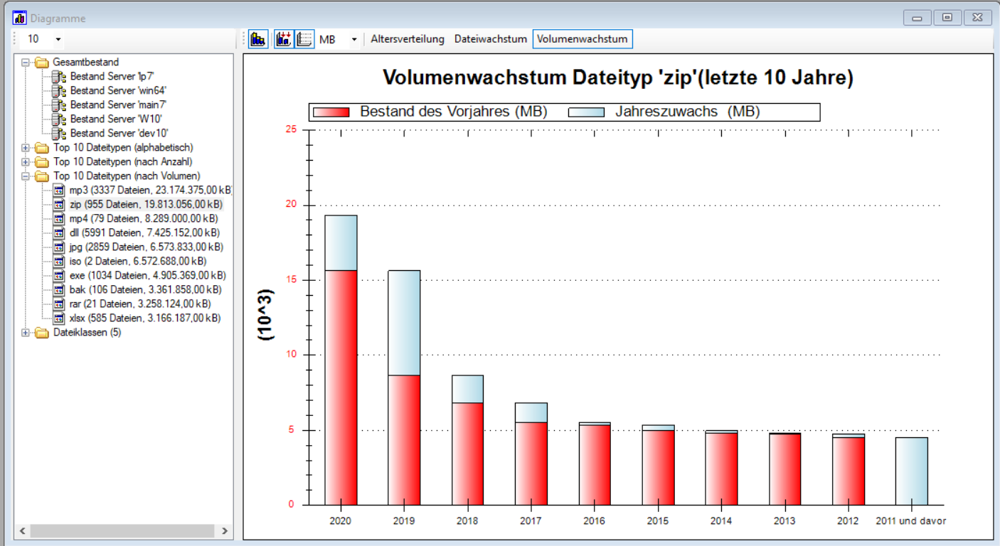 Diagramme
10
MB
Altersverteilung Dateiwachstum Volumenwachstum
Gesamtbestand
Bestand Server 'lp7'
Bestand Server 'win64'
Bestand Server 'main7'
Bestand Server 'W10'
Bestand Server 'dev10'
Top 10 Dateitypen (alphabetisch)
Top 10 Dateitypen (nach Anzahl)
Top 10 Dateitypen (nach Volumen)
mp3 (3337 Dateien, 23.174.375,00 kB
zip (955 Dateien, 19.813.056,00 kB)
mp4 (79 Dateien, 8.289.000,00 kB)
dll (5991 Dateien, 7.425.152,00 kB)
jpg (2859 Dateien, 6.573.833,00 kB)
iso (2 Dateien, 6.572.688,00 kB)
exe (1034 Dateien, 4.905.369,00 kB)
bak (106 Dateien, 3.361.858,00 kB)
rar (21 Dateien, 3.258.124,00 kB)
xlsx (585 Dateien, 3.166.187,00 kB)
Dateiklassen (5)
Volumenwachstum Dateityp 'zip'(letzte 10 Jahre)
Bestand des Vorjahres (MB) Jahreszuwachs (MB)
25
20
15
(10^3)
10
5
0
2020 2019 2018 2017 2016 2015 2014 2013 2012 2011 und davor